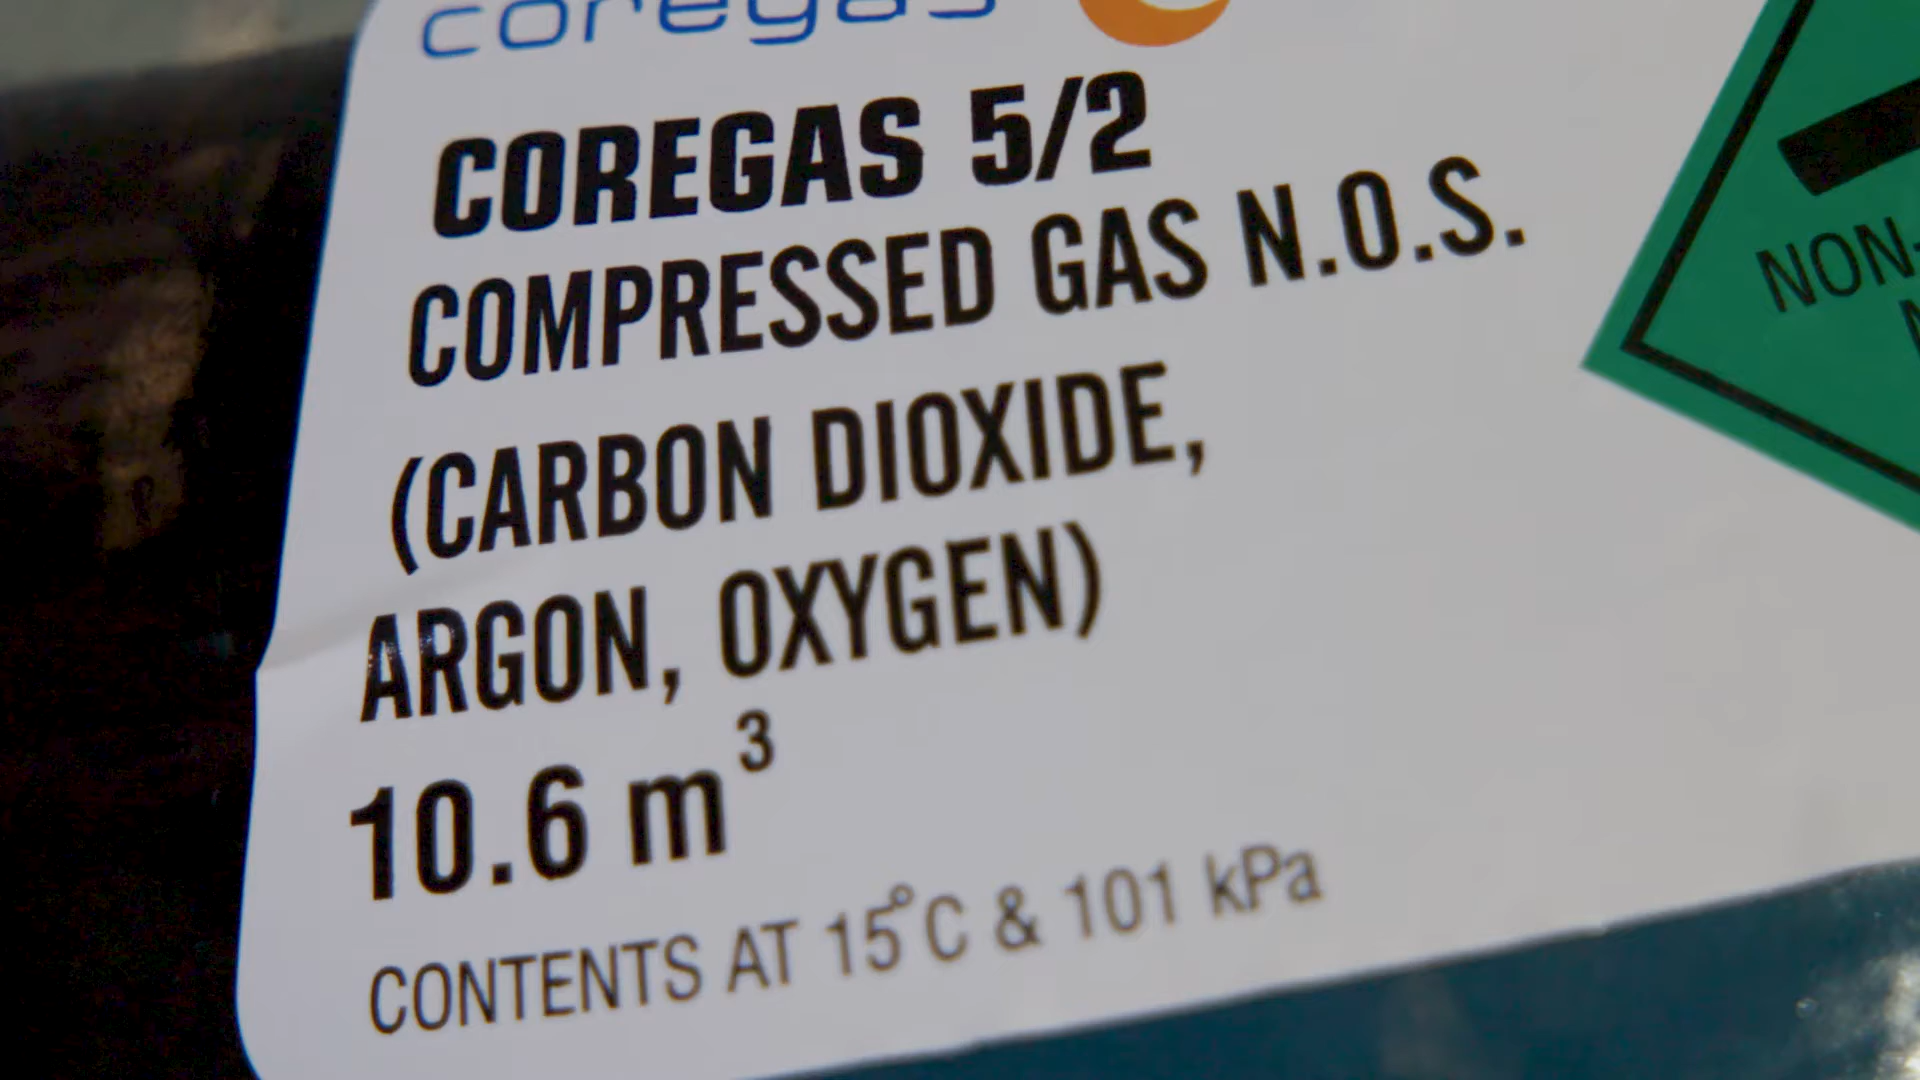 coregas
COREGAS 5/2
COMPRESSED GAS N.O.S.
(CARBON DIOXIDE,
ARGON, OXYGEN)
10.6 m³
CONTENTS AT 15°C & 101 kPa
NON-